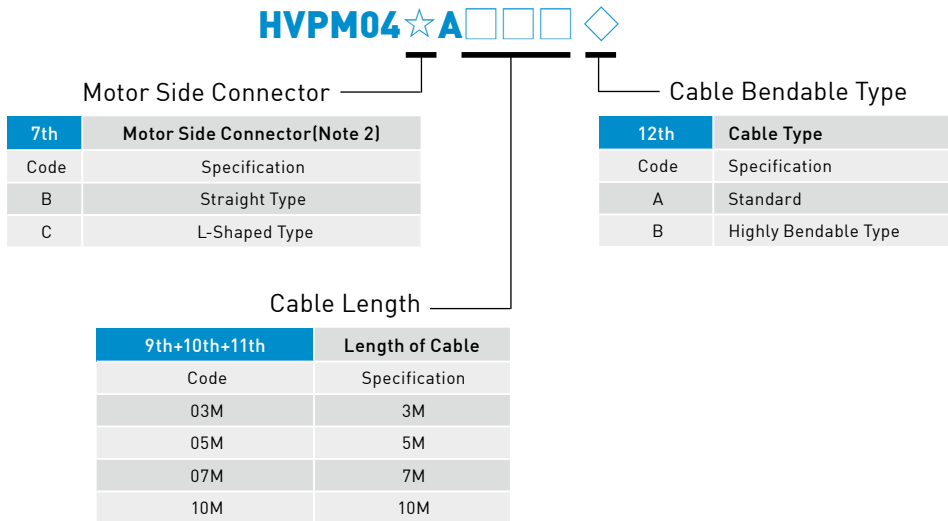 HVPM04☆A□□□◇
Motor Side Connector
Cable Bendable Type
7th Motor Side Connector(Note 2)
Code Specification
B Straight Type
C L-Shaped Type
12th Cable Type
Code Specification
A Standard
B Highly Bendable Type
Cable Length
9th+10th+11th Length of Cable
Code Specification
03M 3M
05M 5M
07M 7M
10M 10M